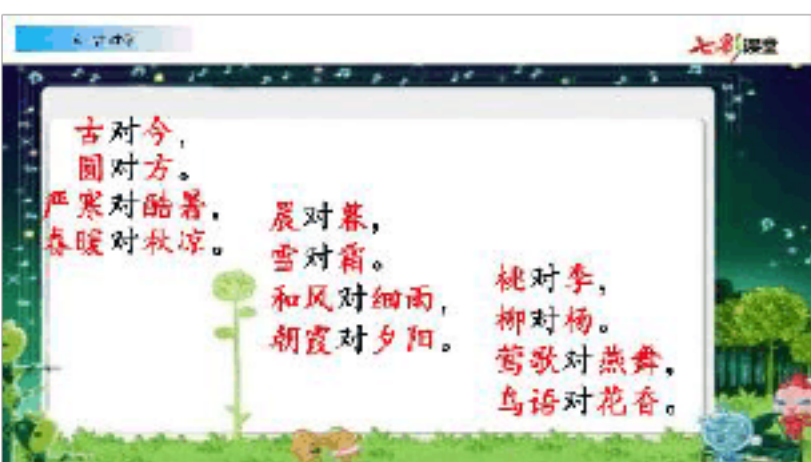 七彩课堂
古对今，
圆对方。
严寒对酷暑，
春暖对秋凉。
晨对暮，
雪对霜。
和风对细雨，
朝霞对夕阳。
桃对李，
柳对杨。
莺歌对燕舞，
鸟语对花香。